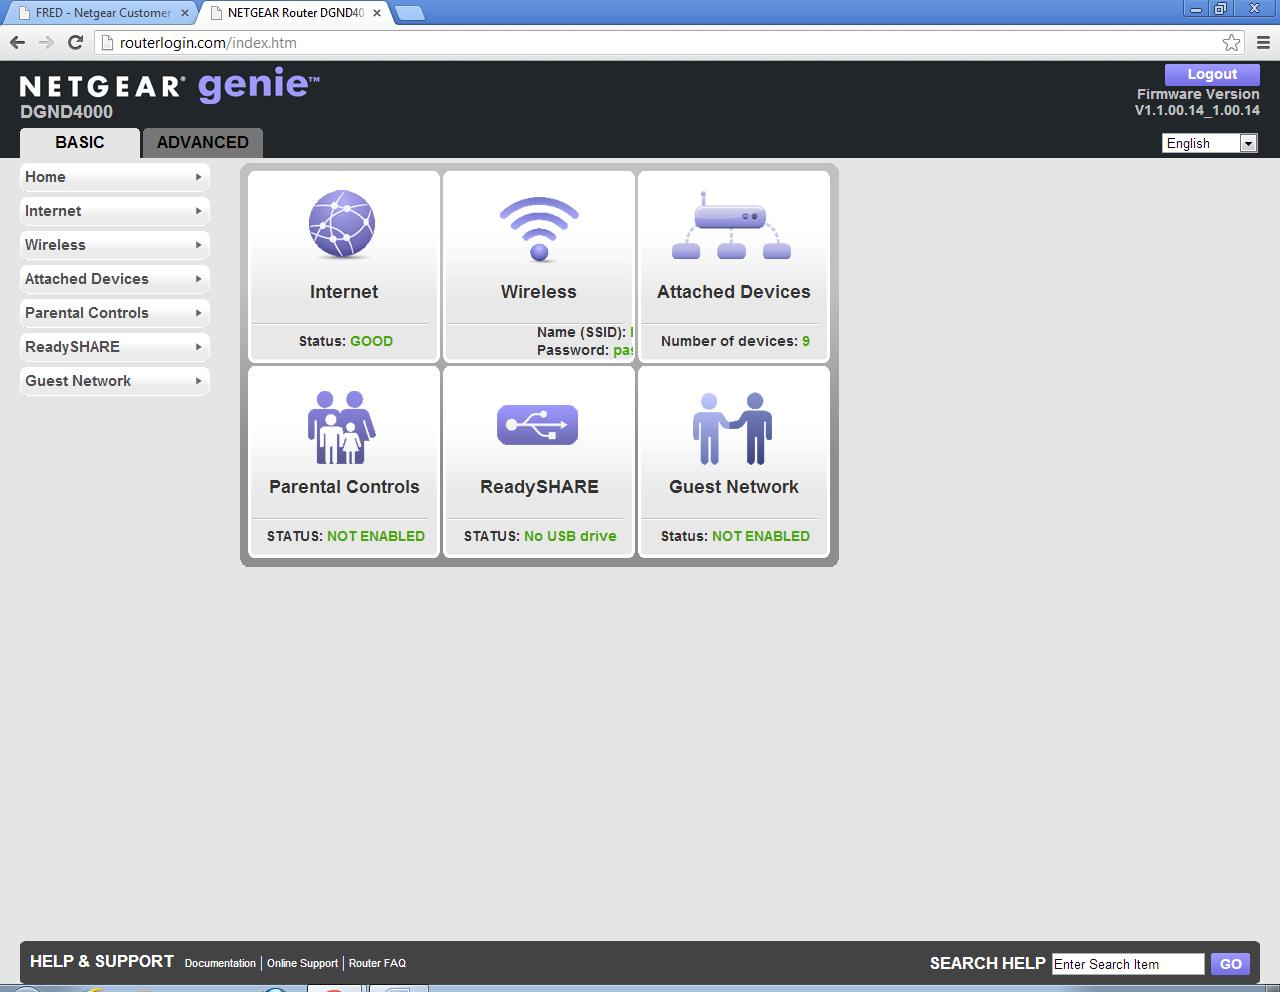 FRED - Netgear Customer
NETGEAR Router DGND40
routerlogin.com/index.htm
NETGEAR® genie™
DGND4000
Logout
Firmware Version
V1.1.00.14_1.00.14
BASIC
ADVANCED
English
Home
Internet
Wireless
Attached Devices
Parental Controls
ReadySHARE
Guest Network
Internet
Status: GOOD
Wireless
Name (SSID):
Password: pas
Attached Devices
Number of devices: 9
Parental Controls
STATUS: NOT ENABLED
ReadySHARE
STATUS: No USB drive
Guest Network
Status: NOT ENABLED
HELP & SUPPORT Documentation | Online Support | Router FAQ
SEARCH HELP Enter Search Item GO